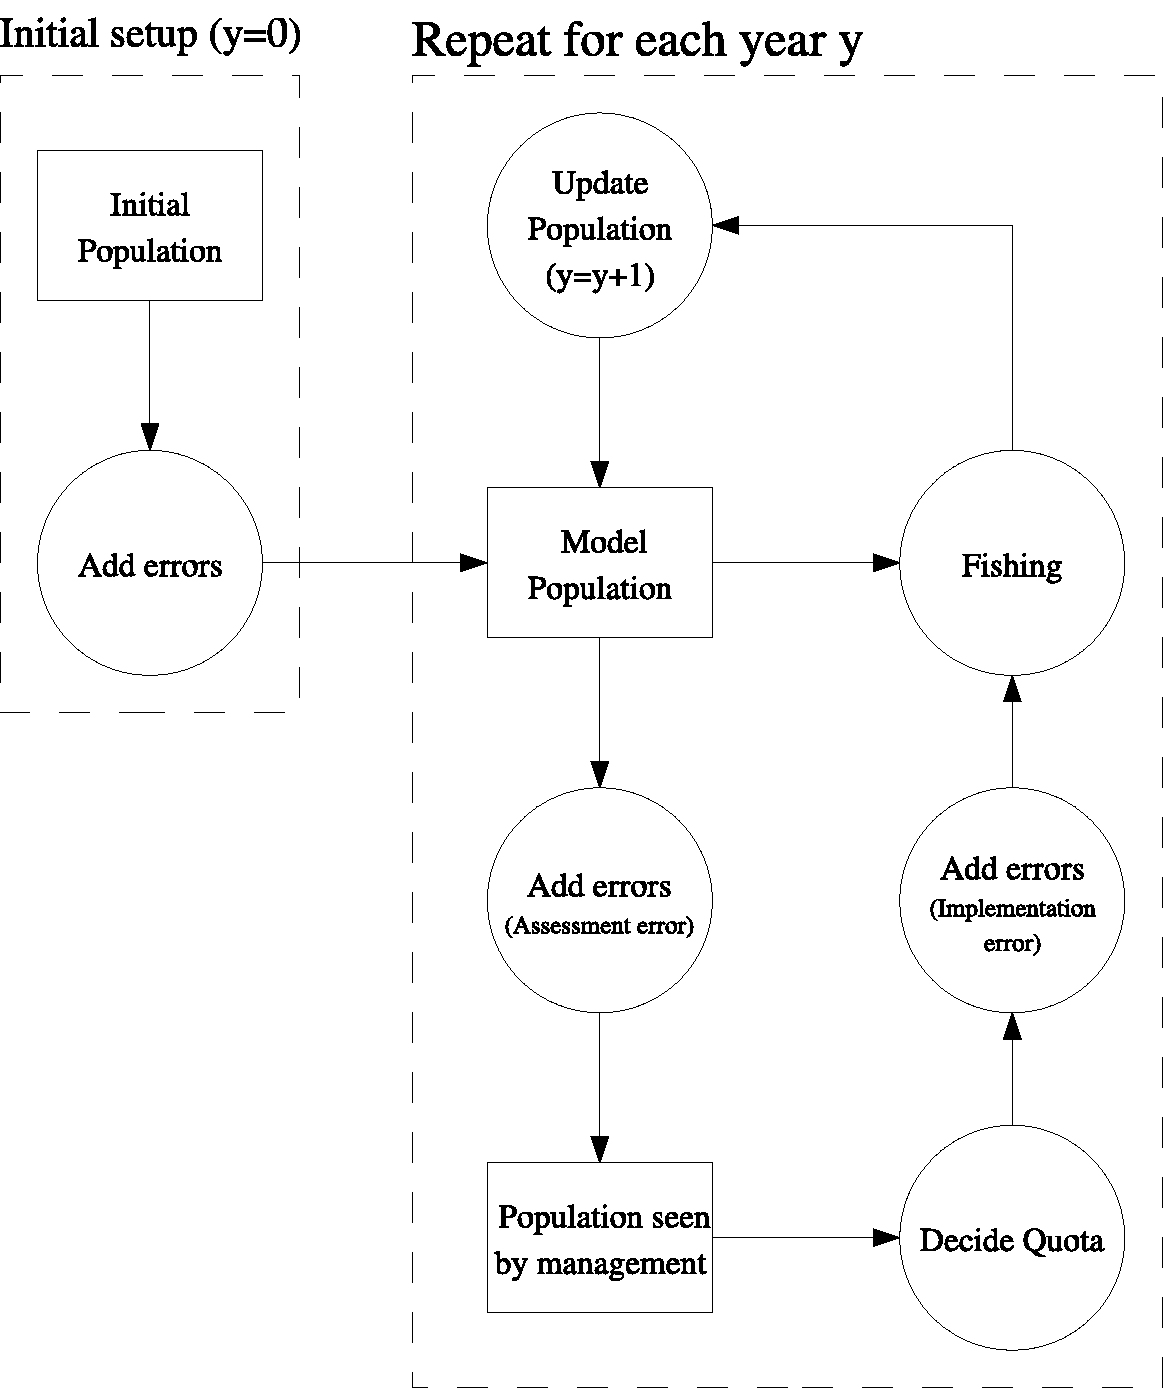 Initial setup (y=0)
Repeat for each year y
Initial
Population
Add errors
Update
Population
(y=y+1)
Model
Population
Fishing
Add errors
(Assessment error)
Add errors
(Implementation
error)
Population seen
by management
Decide Quota